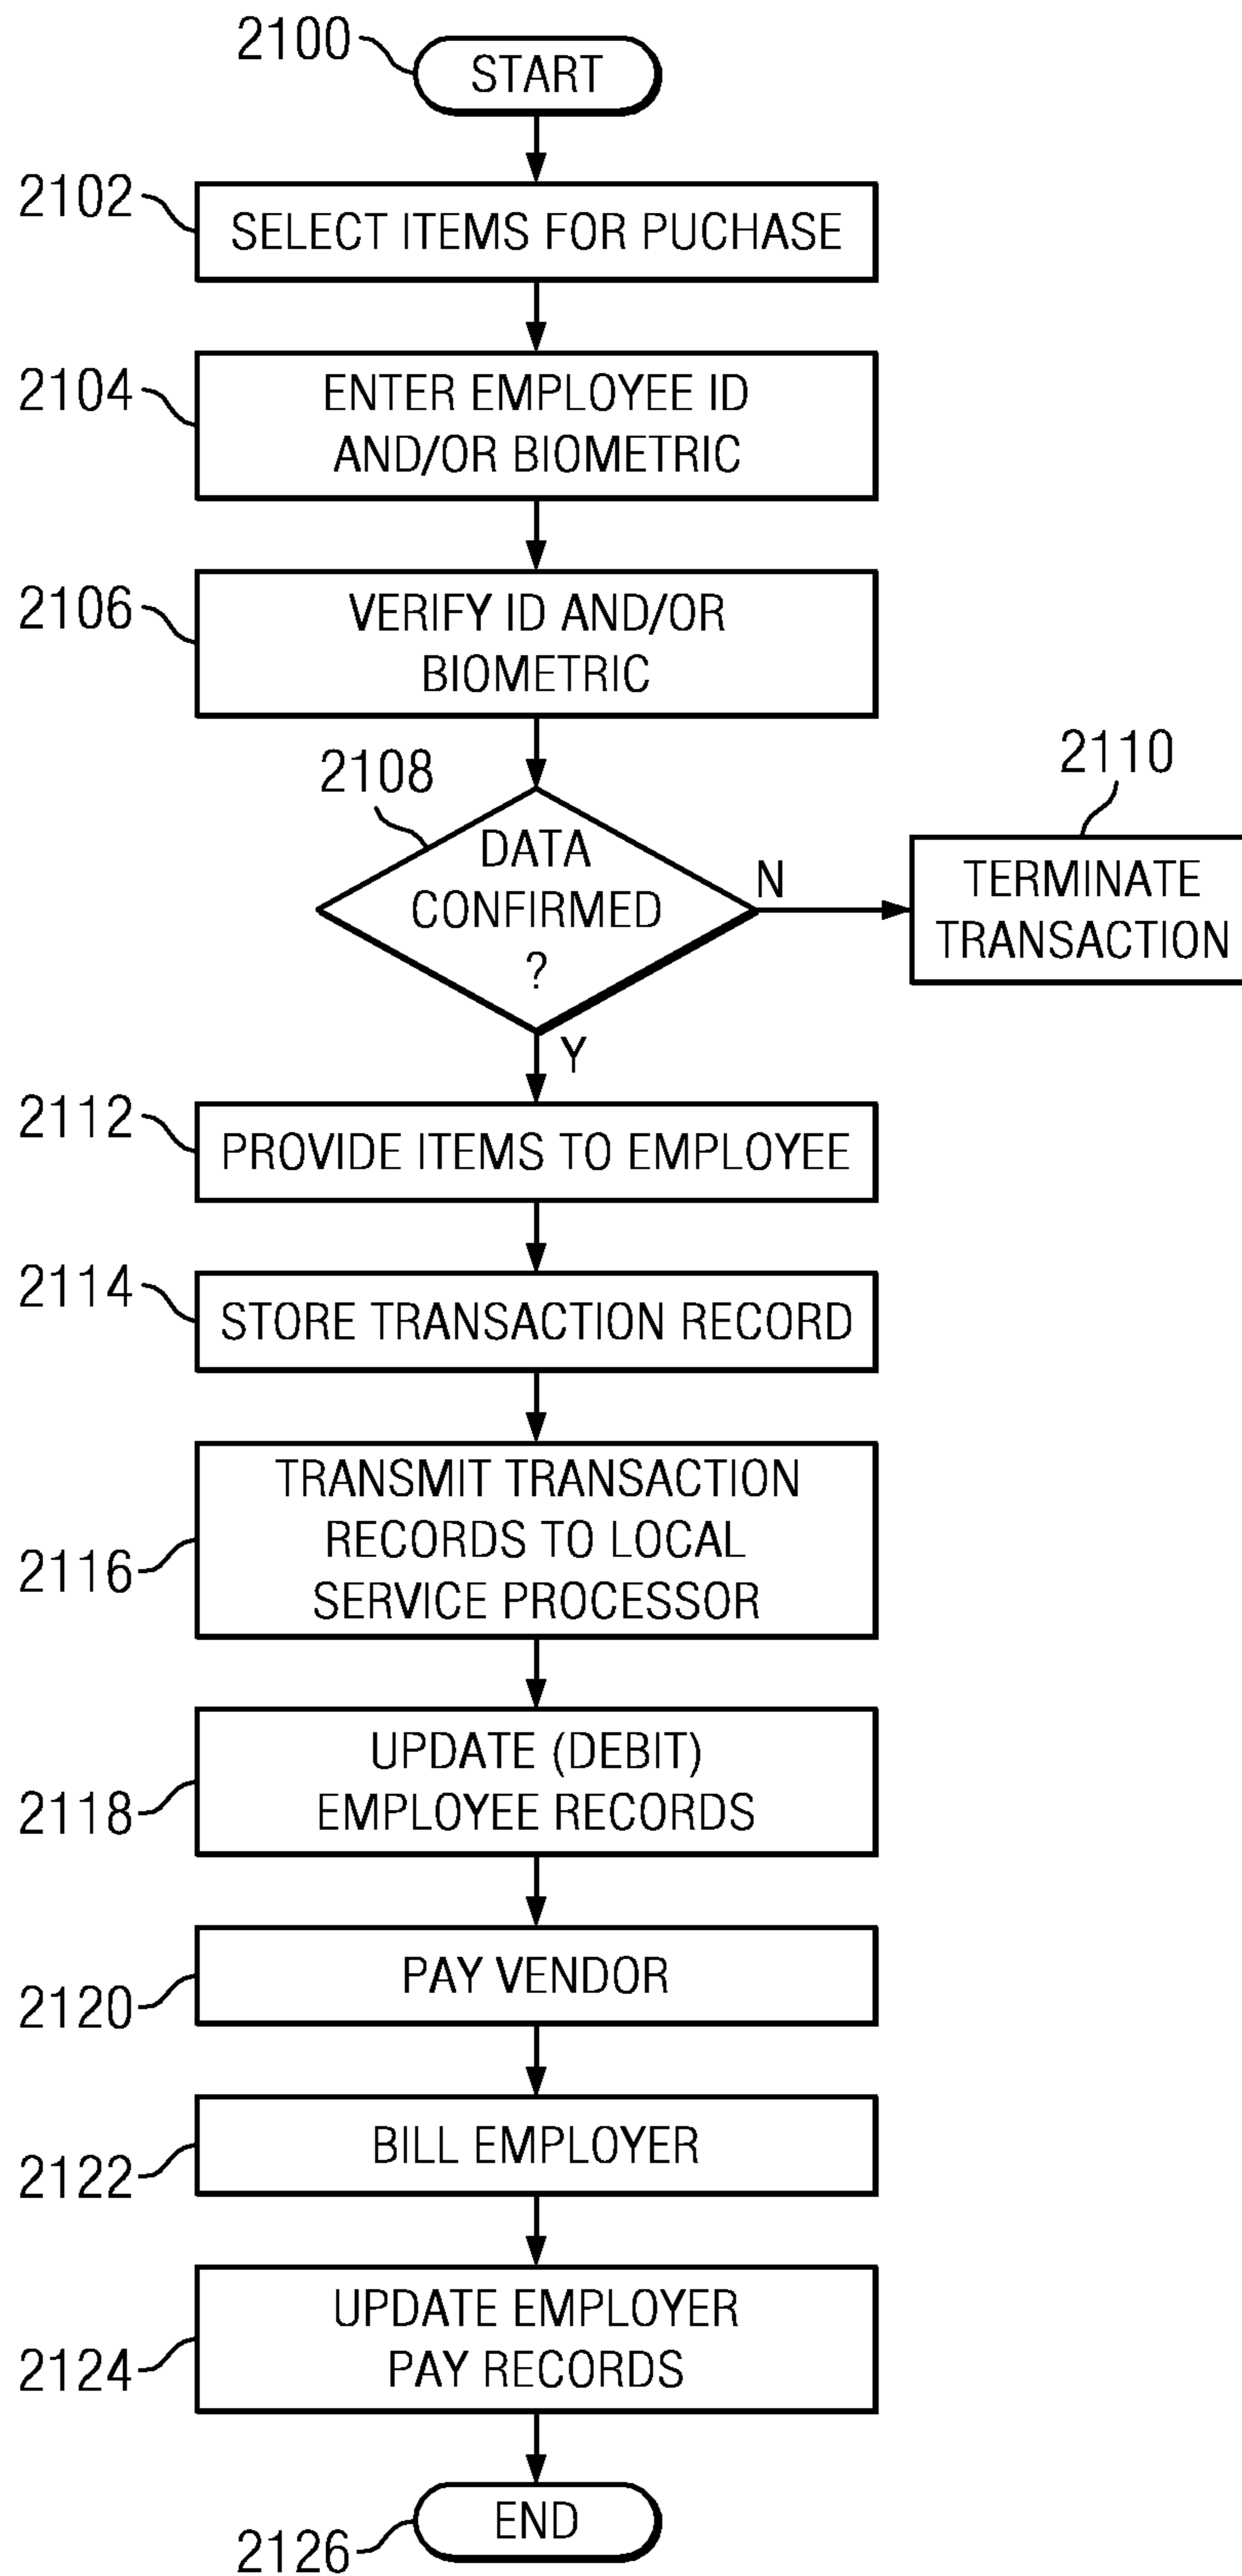 2100
START
2102
SELECT ITEMS FOR PUCHASE
2104
ENTER EMPLOYEE ID
AND/OR BIOMETRIC
2106
VERIFY ID AND/OR
BIOMETRIC
2108
DATA
CONFIRMED
?
N
2110
TERMINATE
TRANSACTION
Y
2112
PROVIDE ITEMS TO EMPLOYEE
2114
STORE TRANSACTION RECORD
2116
TRANSMIT TRANSACTION
RECORDS TO LOCAL
SERVICE PROCESSOR
2118
UPDATE (DEBIT)
EMPLOYEE RECORDS
2120
PAY VENDOR
2122
BILL EMPLOYER
2124
UPDATE EMPLOYER
PAY RECORDS
2126
END